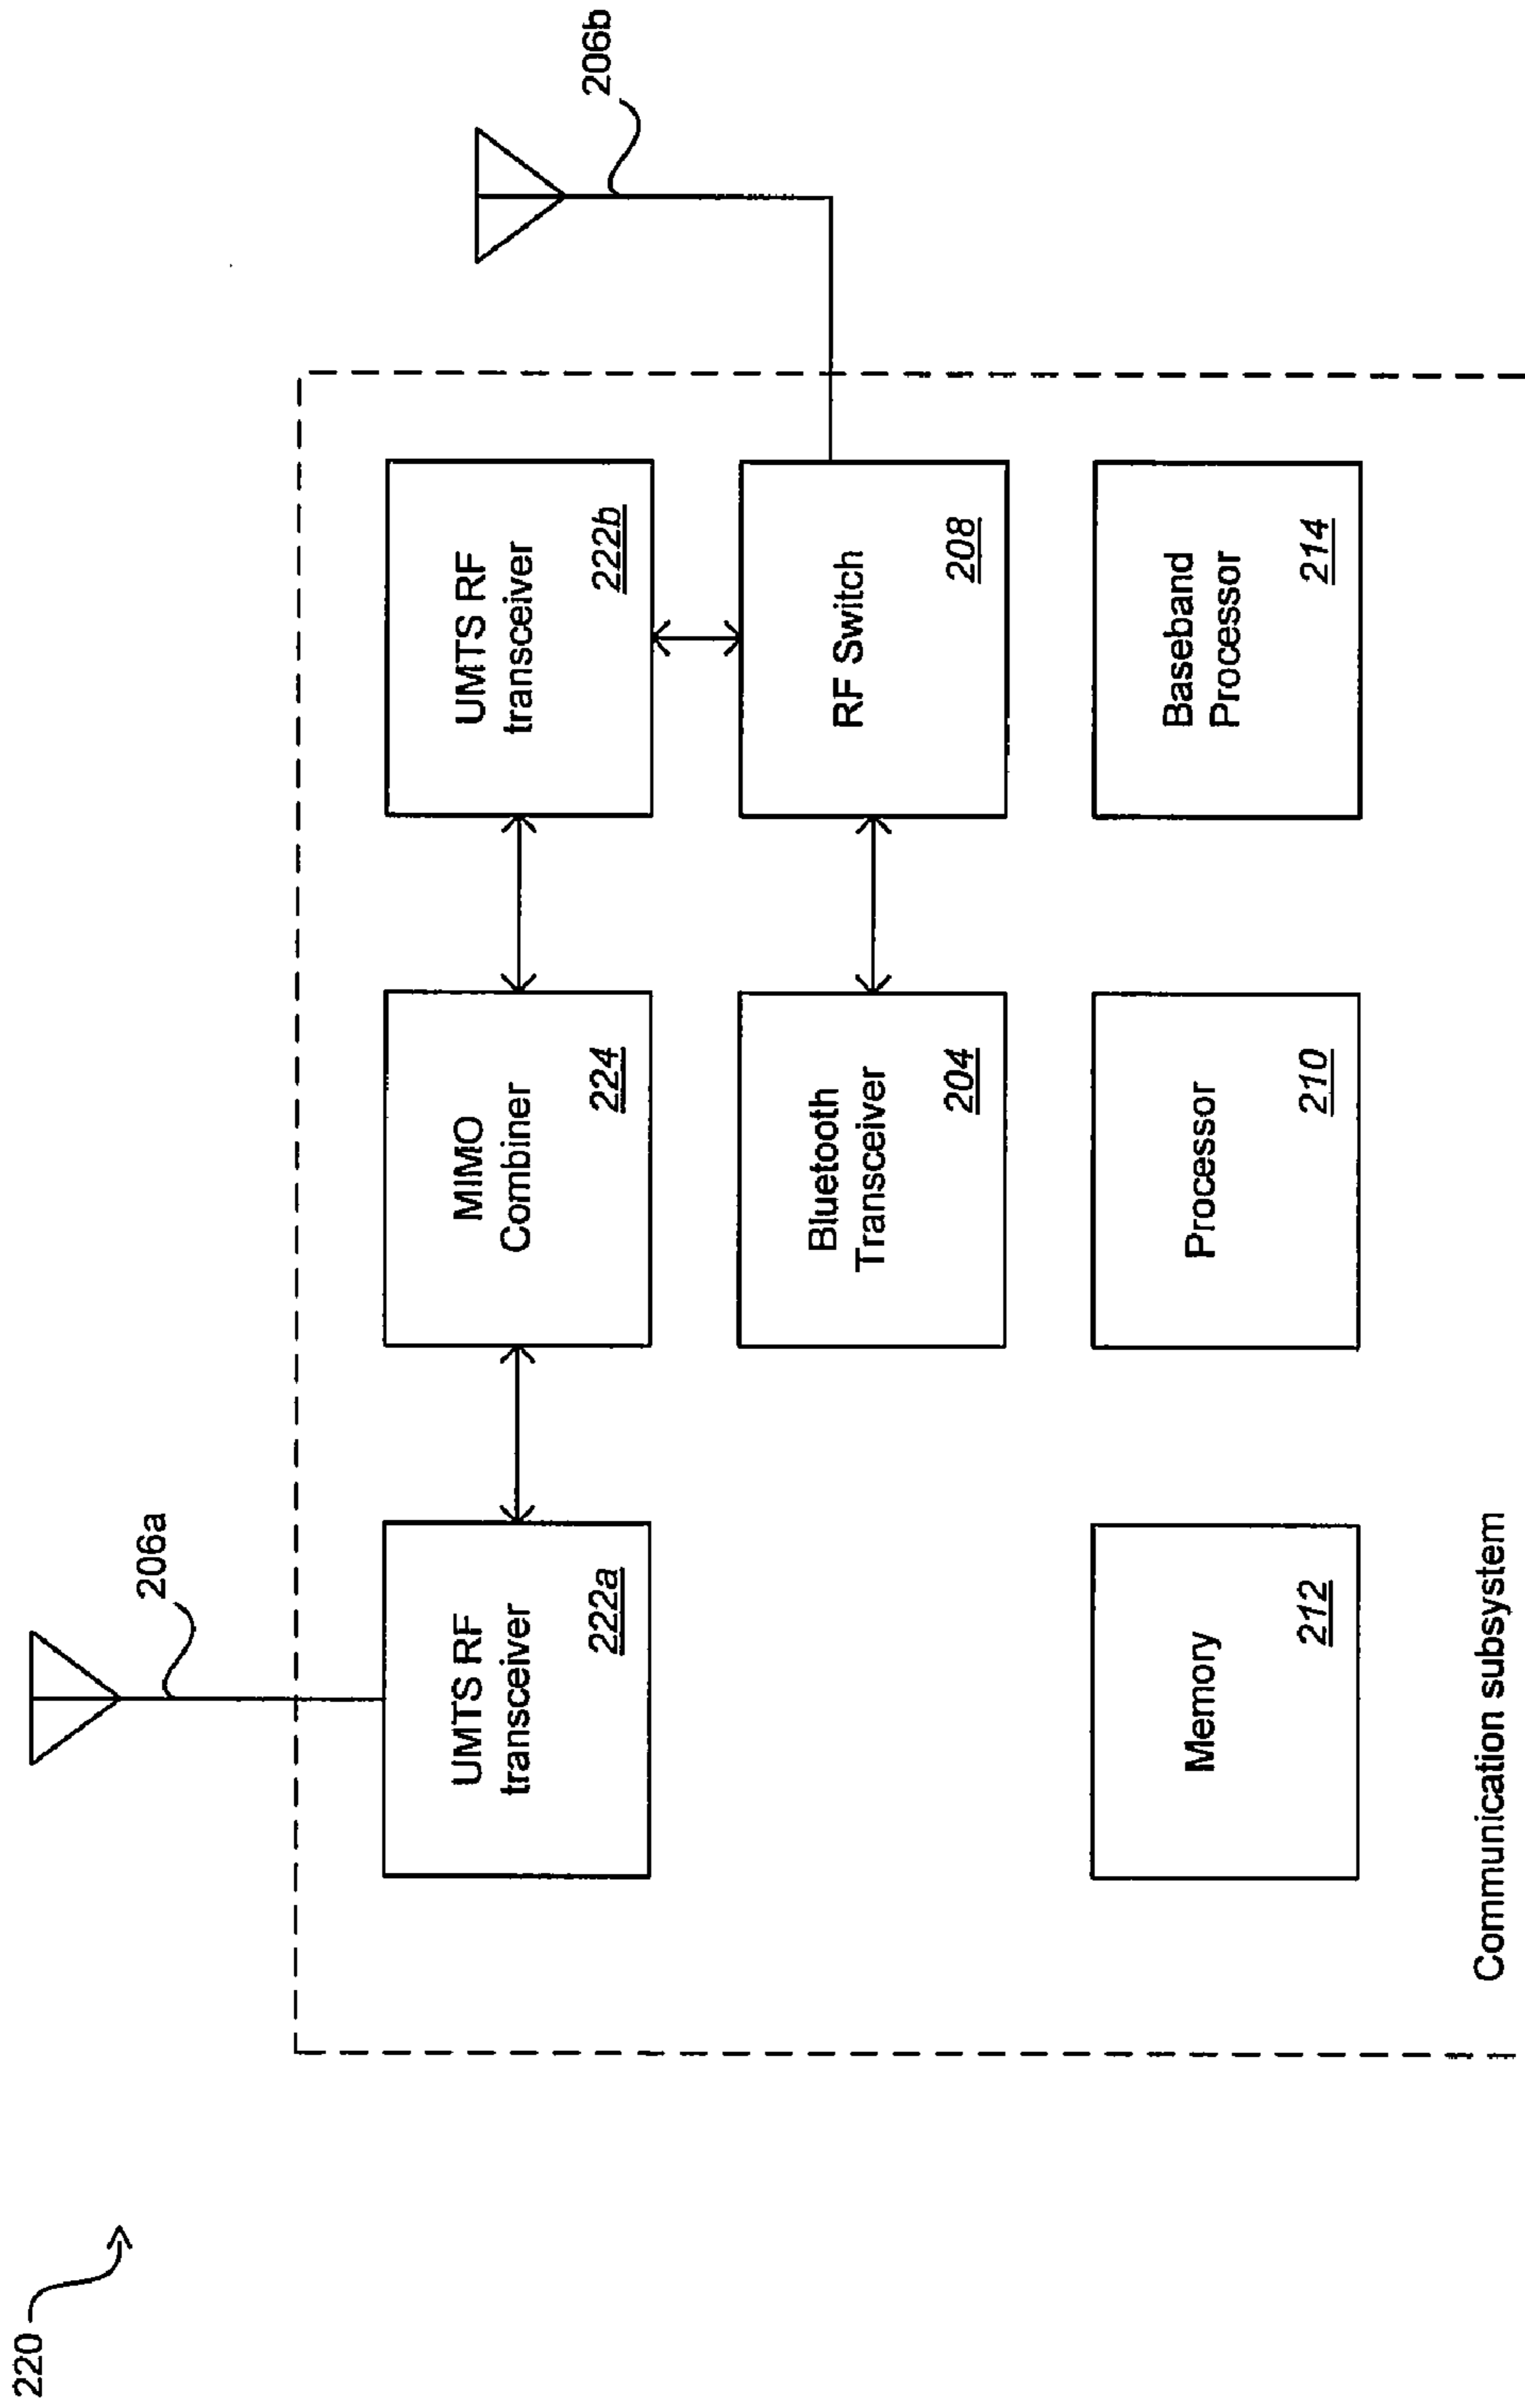 220
206a
206b
UMTS RF
transceiver
222a
MIMO
Combiner
224
UMTS RF
transceiver
222b
Bluetooth
Transceiver
204
RF Switch
208
Memory
212
Processor
210
Baseband
Processor
214
Communication subsystem